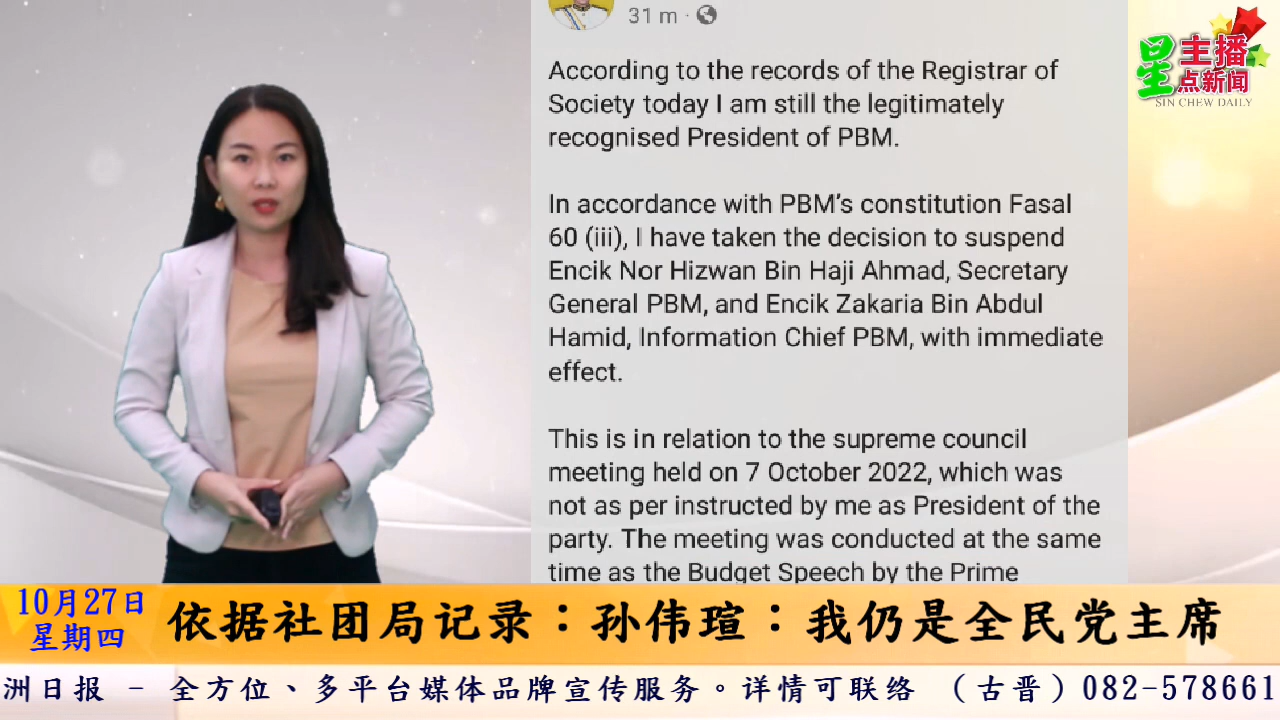 31 m
According to the records of the Registrar of
Society today I am still the legitimately
recognised President of PBM.
In accordance with PBM’s constitution Fasal
60 (iii), I have taken the decision to suspend
Encik Nor Hizwan Bin Haji Ahmad, Secretary
General PBM, and Encik Zakaria Bin Abdul
Hamid, Information Chief PBM, with immediate
effect.
This is in relation to the supreme council
meeting held on 7 October 2022, which was
not as per instructed by me as President of the
party. The meeting was conducted at the same
time as the Budget Speech by the Prime
星主播
点新闻
SIN CHEW DAILY
10月27日
星期四
依据社团局记录：孙伟瑄：我仍是全民党主席
洲日报 - 全方位、多平台媒体品牌宣传服务。详情可联络 （古晋）082-578661